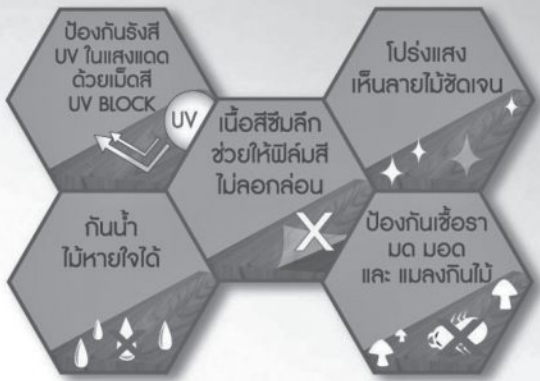 ป้องกันรังสี
UV ในแสงแดด
ด้วยเม็ดสี
UV BLOCK
UV
โปร่งแสง
เห็นลายไม้ชัดเจน
เนื้อสีซึมลึก
ช่วยให้ฟิล์มสี
ไม่ลอกล่อน
X
กันน้ำ
ไม้หายใจได้
ป้องกันเชื้อรา
มด มอด
และ แมลงกินไม้